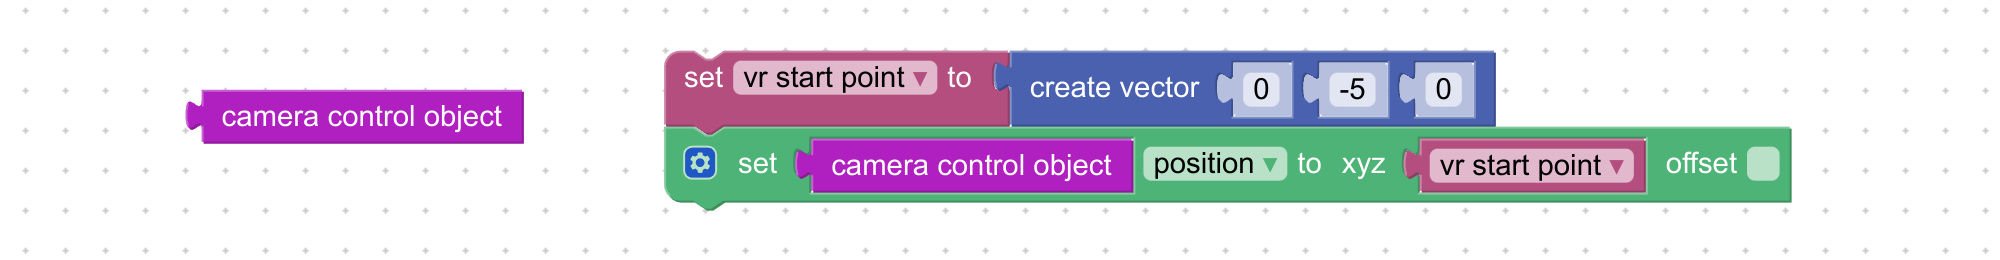 camera control object
set vr start point ▾ to create vector 0 -5 0
set camera control object position ▾ to xyz vr start point ▾ offset